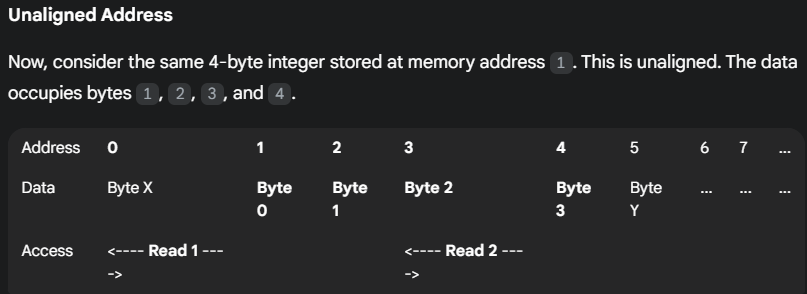 Unaligned Address
Now, consider the same 4-byte integer stored at memory address 1. This is unaligned. The data
occupies bytes 1, 2, 3, and 4.
Address 0 1 2 3 4 5 6 7 ...
Data Byte X Byte 0 Byte 1 Byte 2 Byte 3 Byte Y ... ... ...
Access <---- Read 1 ----> <---- Read 2 ---->